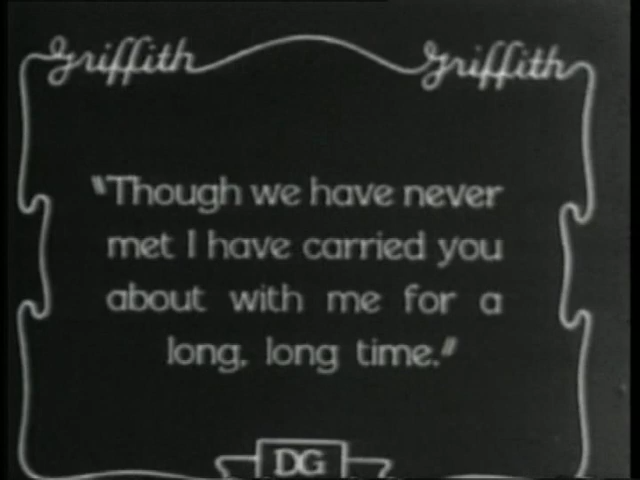 Griffith Griffith
"Though we have never
met I have carried you
about with me for a
long, long time."
DG